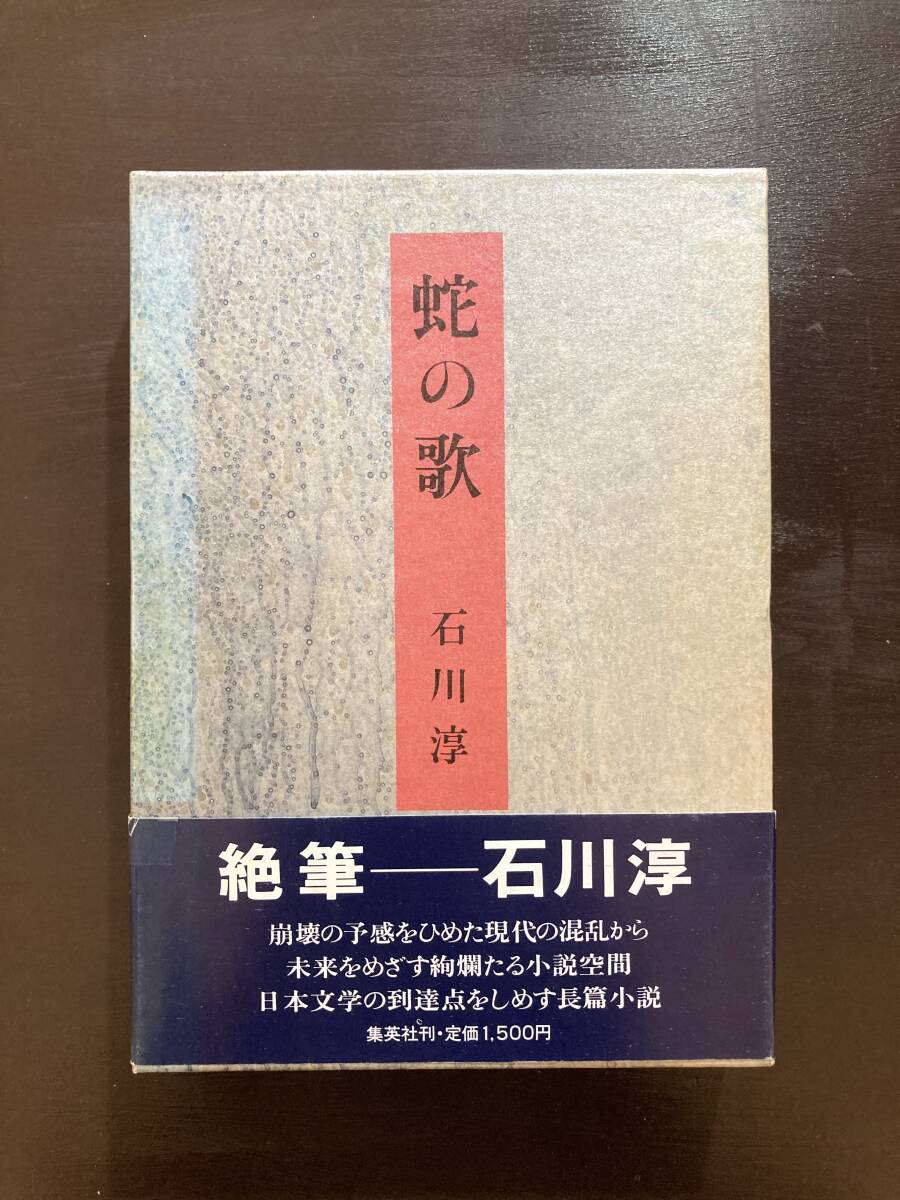 蛇の歌
石川淳
絶筆――石川淳
崩壊の予感をひめた現代の混乱から
未来をめざす絢爛たる小説空間
日本文学の到達点をしめす長篇小説
集英社刊・定価1,500円